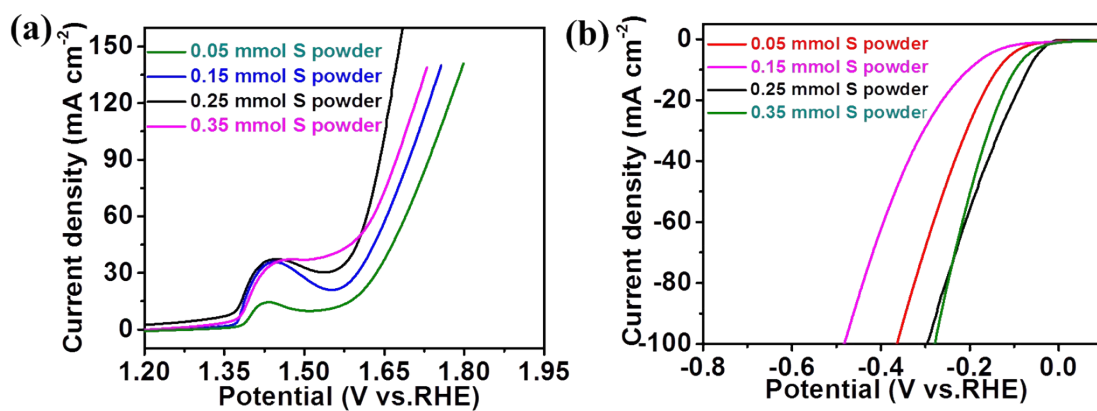 (a)
Current density (mA cm-2)
150
120
90
60
30
0
0.05 mmol S powder
0.15 mmol S powder
0.25 mmol S powder
0.35 mmol S powder
1.20 1.35 1.50 1.65 1.80 1.95
Potential (V vs.RHE)
(b)
Current density (mA cm-2)
0
-20
-40
-60
-80
-100
0.05 mmol S powder
0.15 mmol S powder
0.25 mmol S powder
0.35 mmol S powder
-0.8 -0.6 -0.4 -0.2 0.0
Potential (V vs.RHE)